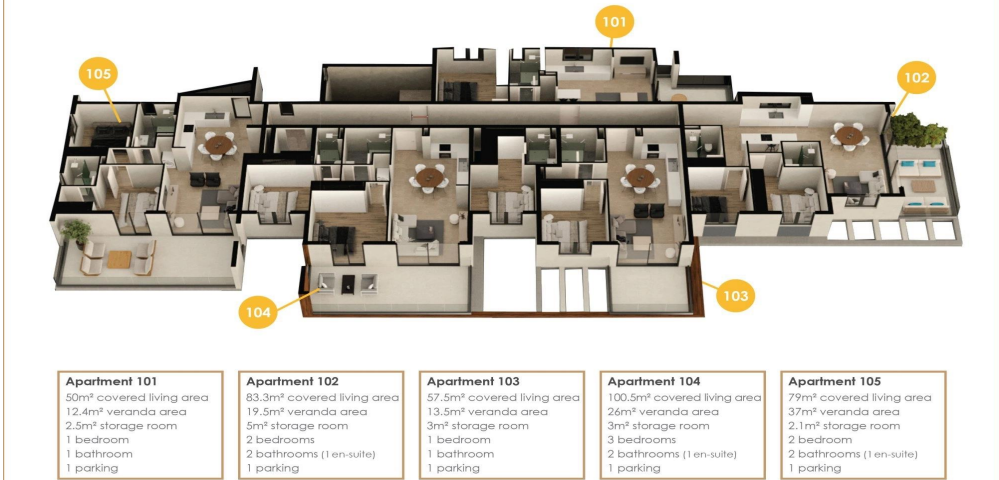 101
105
102
104
103
Apartment 101
50m² covered living area
12.4m² veranda area
2.5m² storage room
1 bedroom
1 bathroom
1 parking
Apartment 102
83.3m² covered living area
19.5m² veranda area
5m² storage room
2 bedrooms
2 bathrooms (1 en-suite)
1 parking
Apartment 103
57.5m² covered living area
13.5m² veranda area
3m² storage room
1 bedroom
1 bathroom
1 parking
Apartment 104
100.5m² covered living area
26m² veranda area
3m² storage room
3 bedrooms
2 bathrooms (1 en-suite)
1 parking
Apartment 105
79m² covered living area
37m² veranda area
2.1m² storage room
2 bedroom
2 bathrooms (1 en-suite)
1 parking